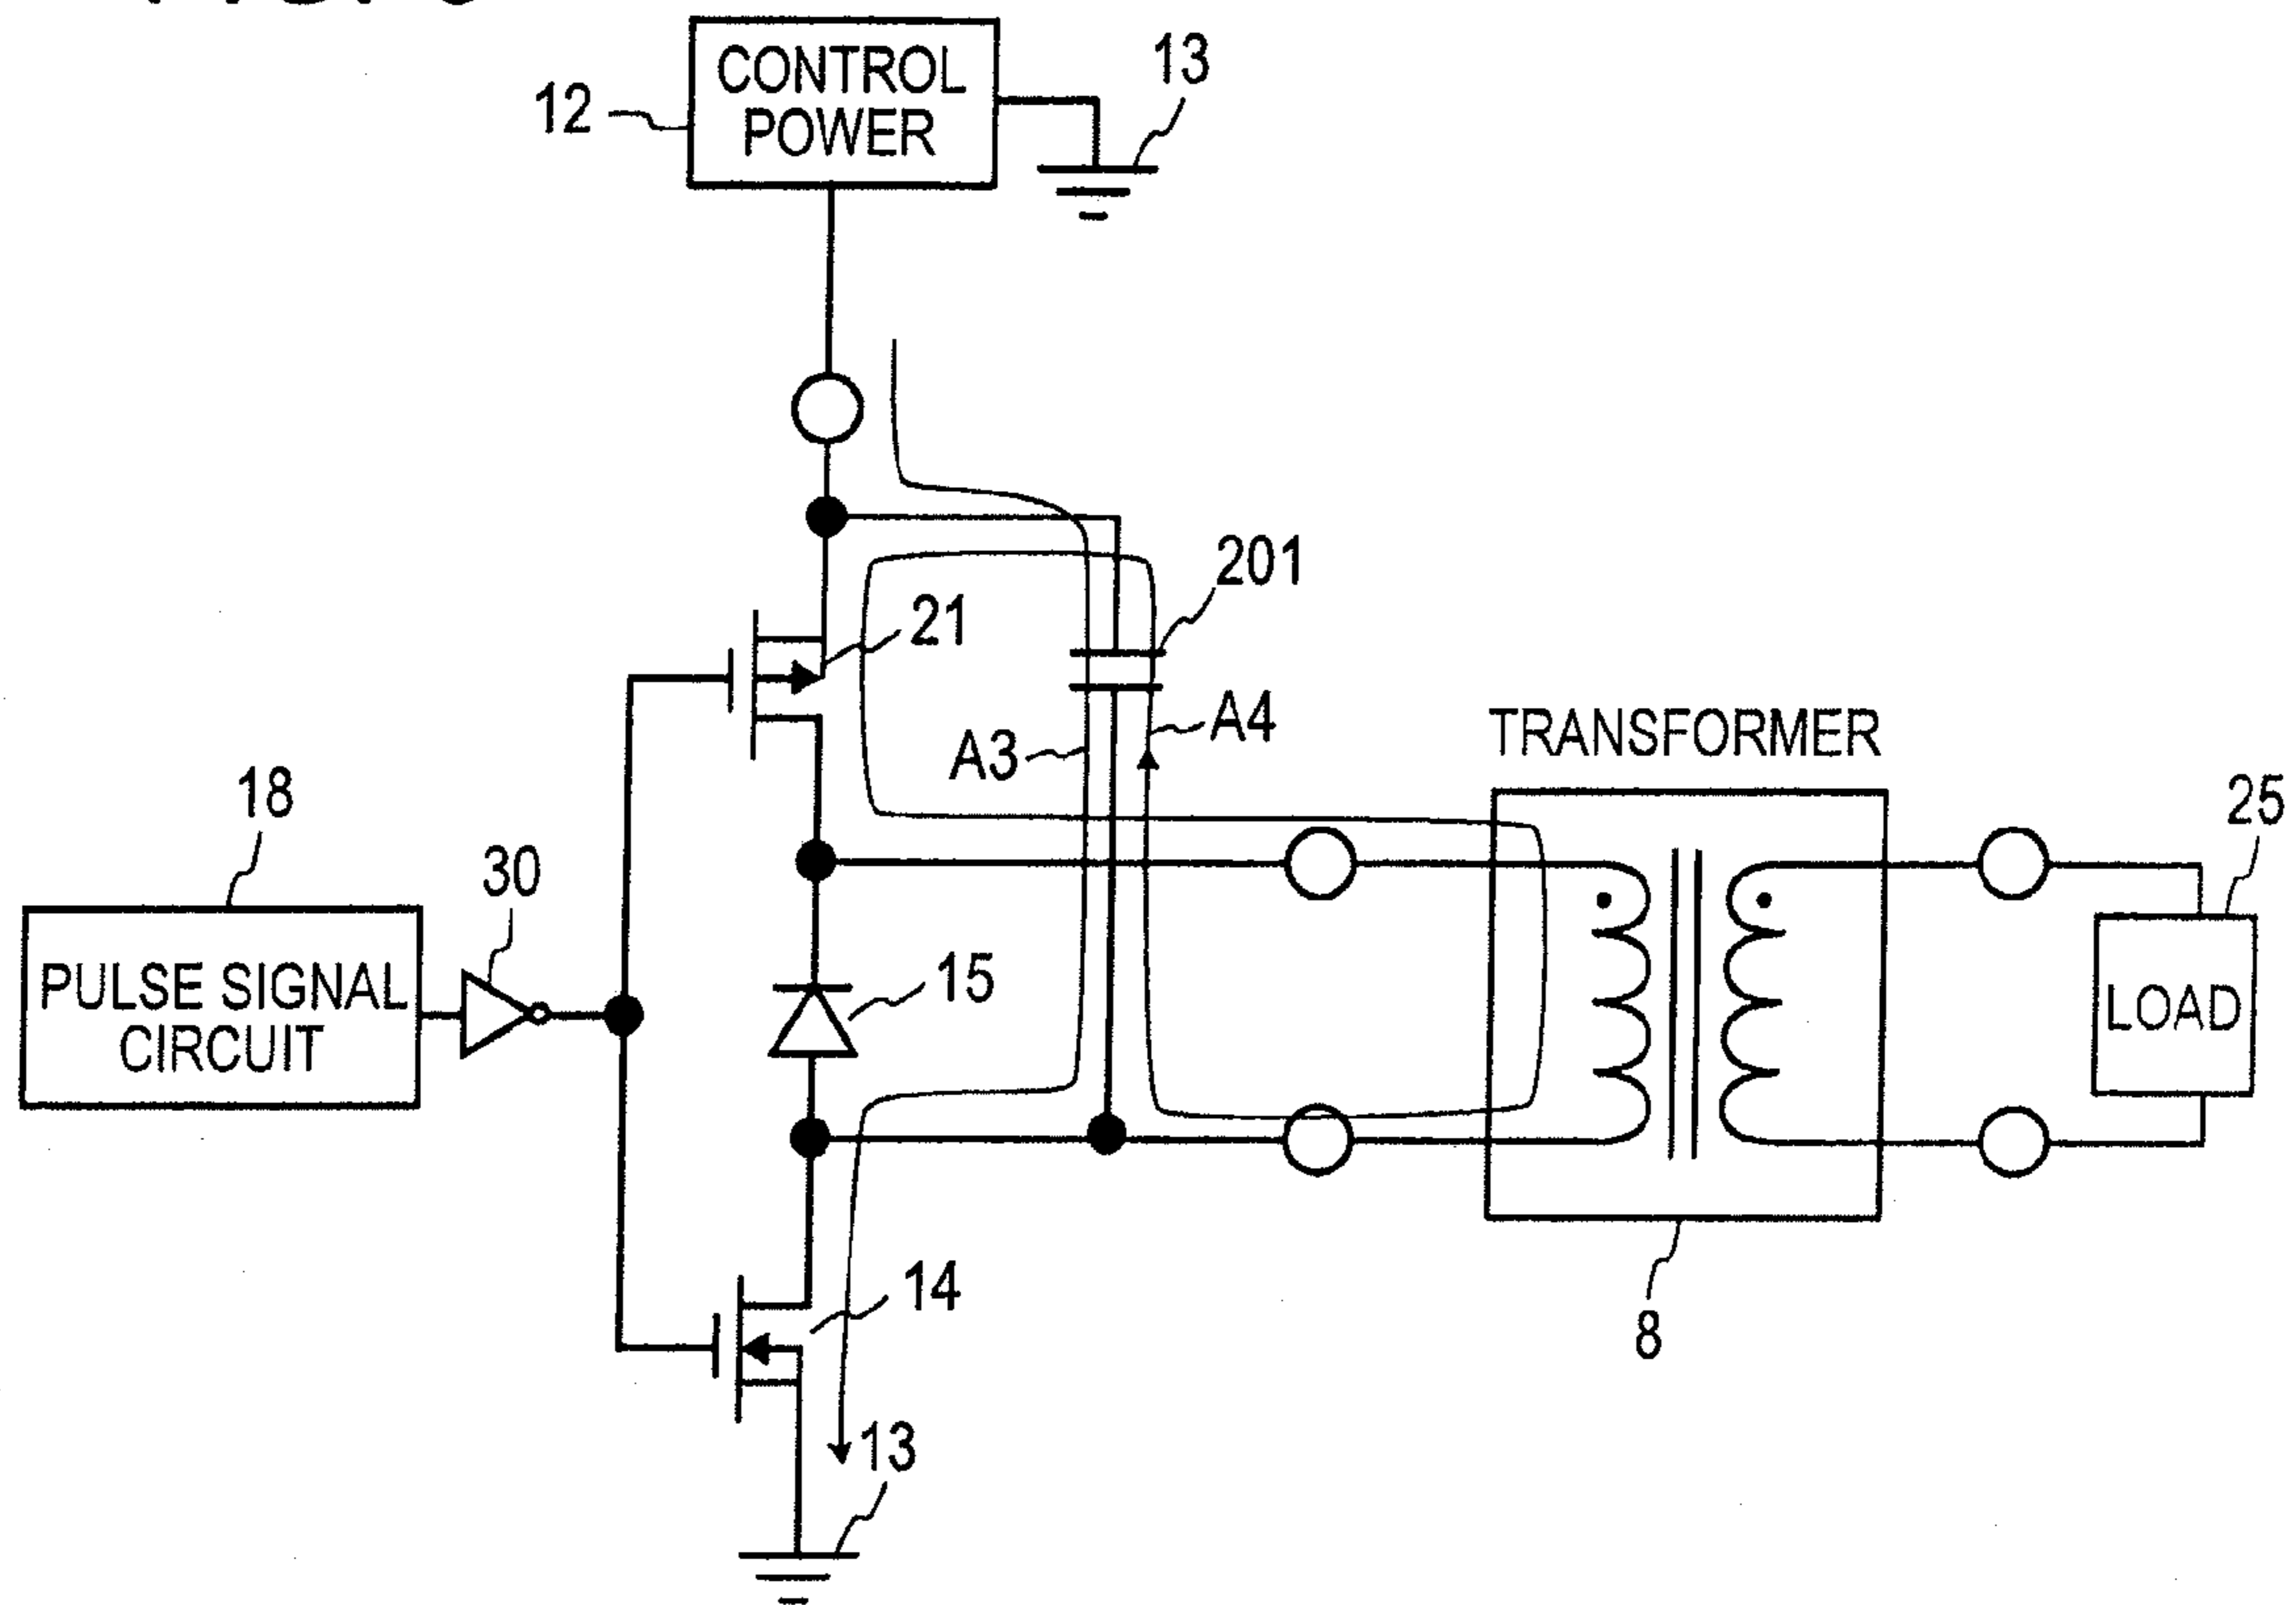 CONTROL
POWER
12
13
201
21
A4
A3
TRANSFORMER
18
30
25
PULSE SIGNAL
CIRCUIT
15
LOAD
14
8
13